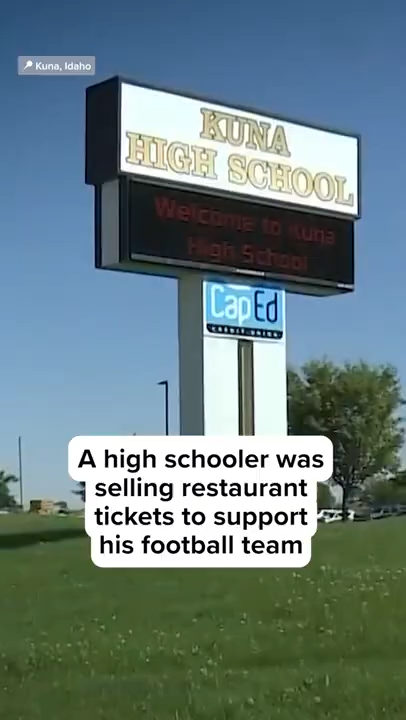 Kuna, Idaho
KUNA
HIGH SCHOOL
Welcome to Kuna
High School
CapEd
CREDIT UNION
A high schooler was
selling restaurant
tickets to support
his football team